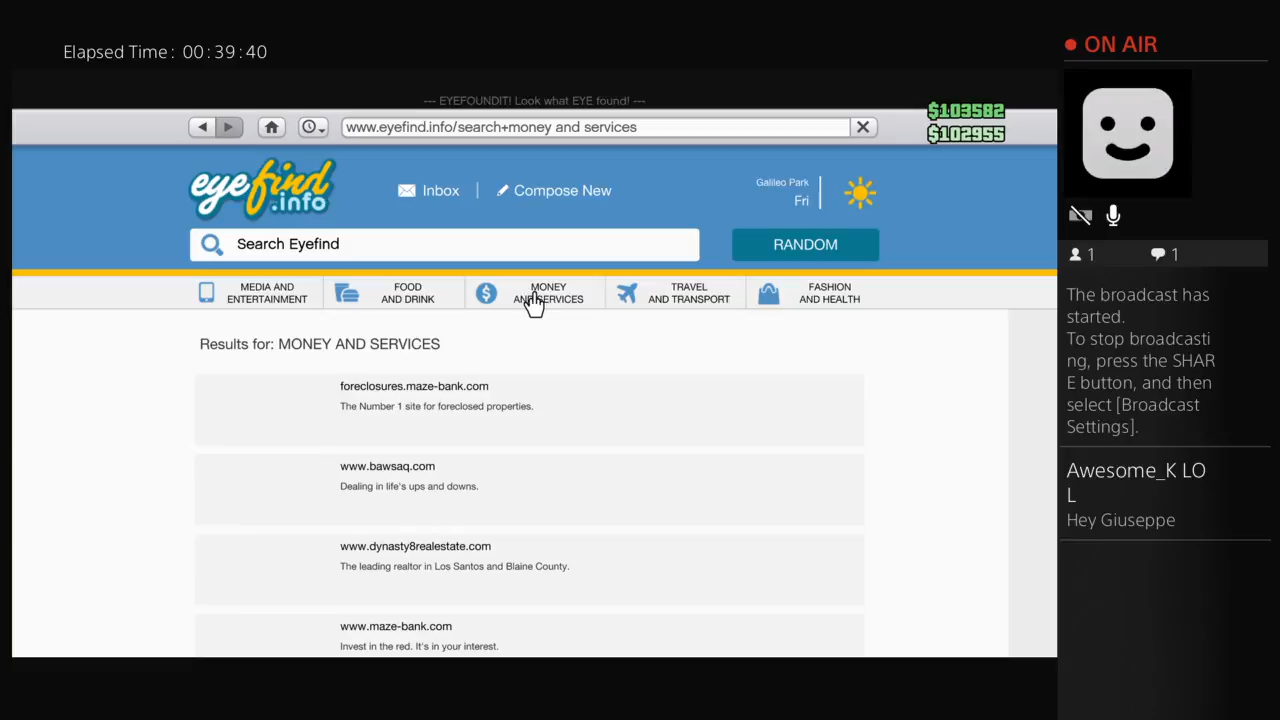 Elapsed Time: 00:39:40
ON AIR
--- EYEFOUNDIT! Look what EYE found! ---
www.eyefind.info/search+money and services
$103582
$102955
eyefind
.info
Inbox
Compose New
Galileo Park
Fri
Search Eyefind
RANDOM
MEDIA AND
ENTERTAINMENT
FOOD
AND DRINK
MONEY
AND SERVICES
TRAVEL
AND TRANSPORT
FASHION
AND HEALTH
Results for: MONEY AND SERVICES
foreclosures.maze-bank.com
The Number 1 site for foreclosed properties.
www.bawsaq.com
Dealing in life's ups and downs.
www.dynasty8realestate.com
The leading realtor in Los Santos and Blaine County.
www.maze-bank.com
Invest in the red. It's in your interest.
1
1
The broadcast has
started.
To stop broadcasti
ng, press the SHAR
E button, and then
select [Broadcast
Settings].
Awesome_K LO
L
Hey Giuseppe